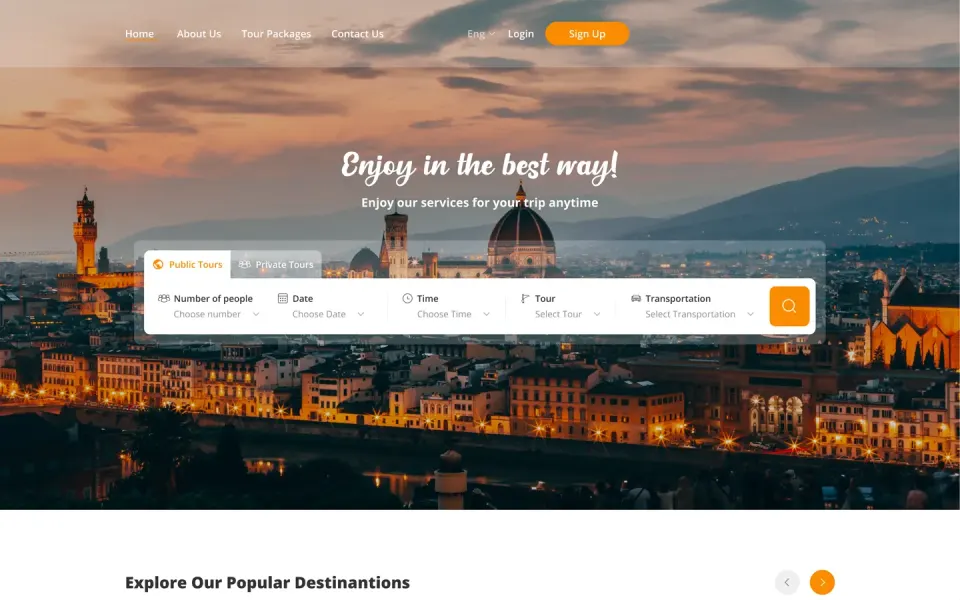 Home About Us Tour Packages Contact Us Eng Login Sign Up
Enjoy in the best way!
Enjoy our services for your trip anytime
Public Tours Private Tours
Number of people Date Time Tour Transportation
Choose number Choose Date Choose Time Select Tour Select Transportation
Explore Our Popular Destinantions